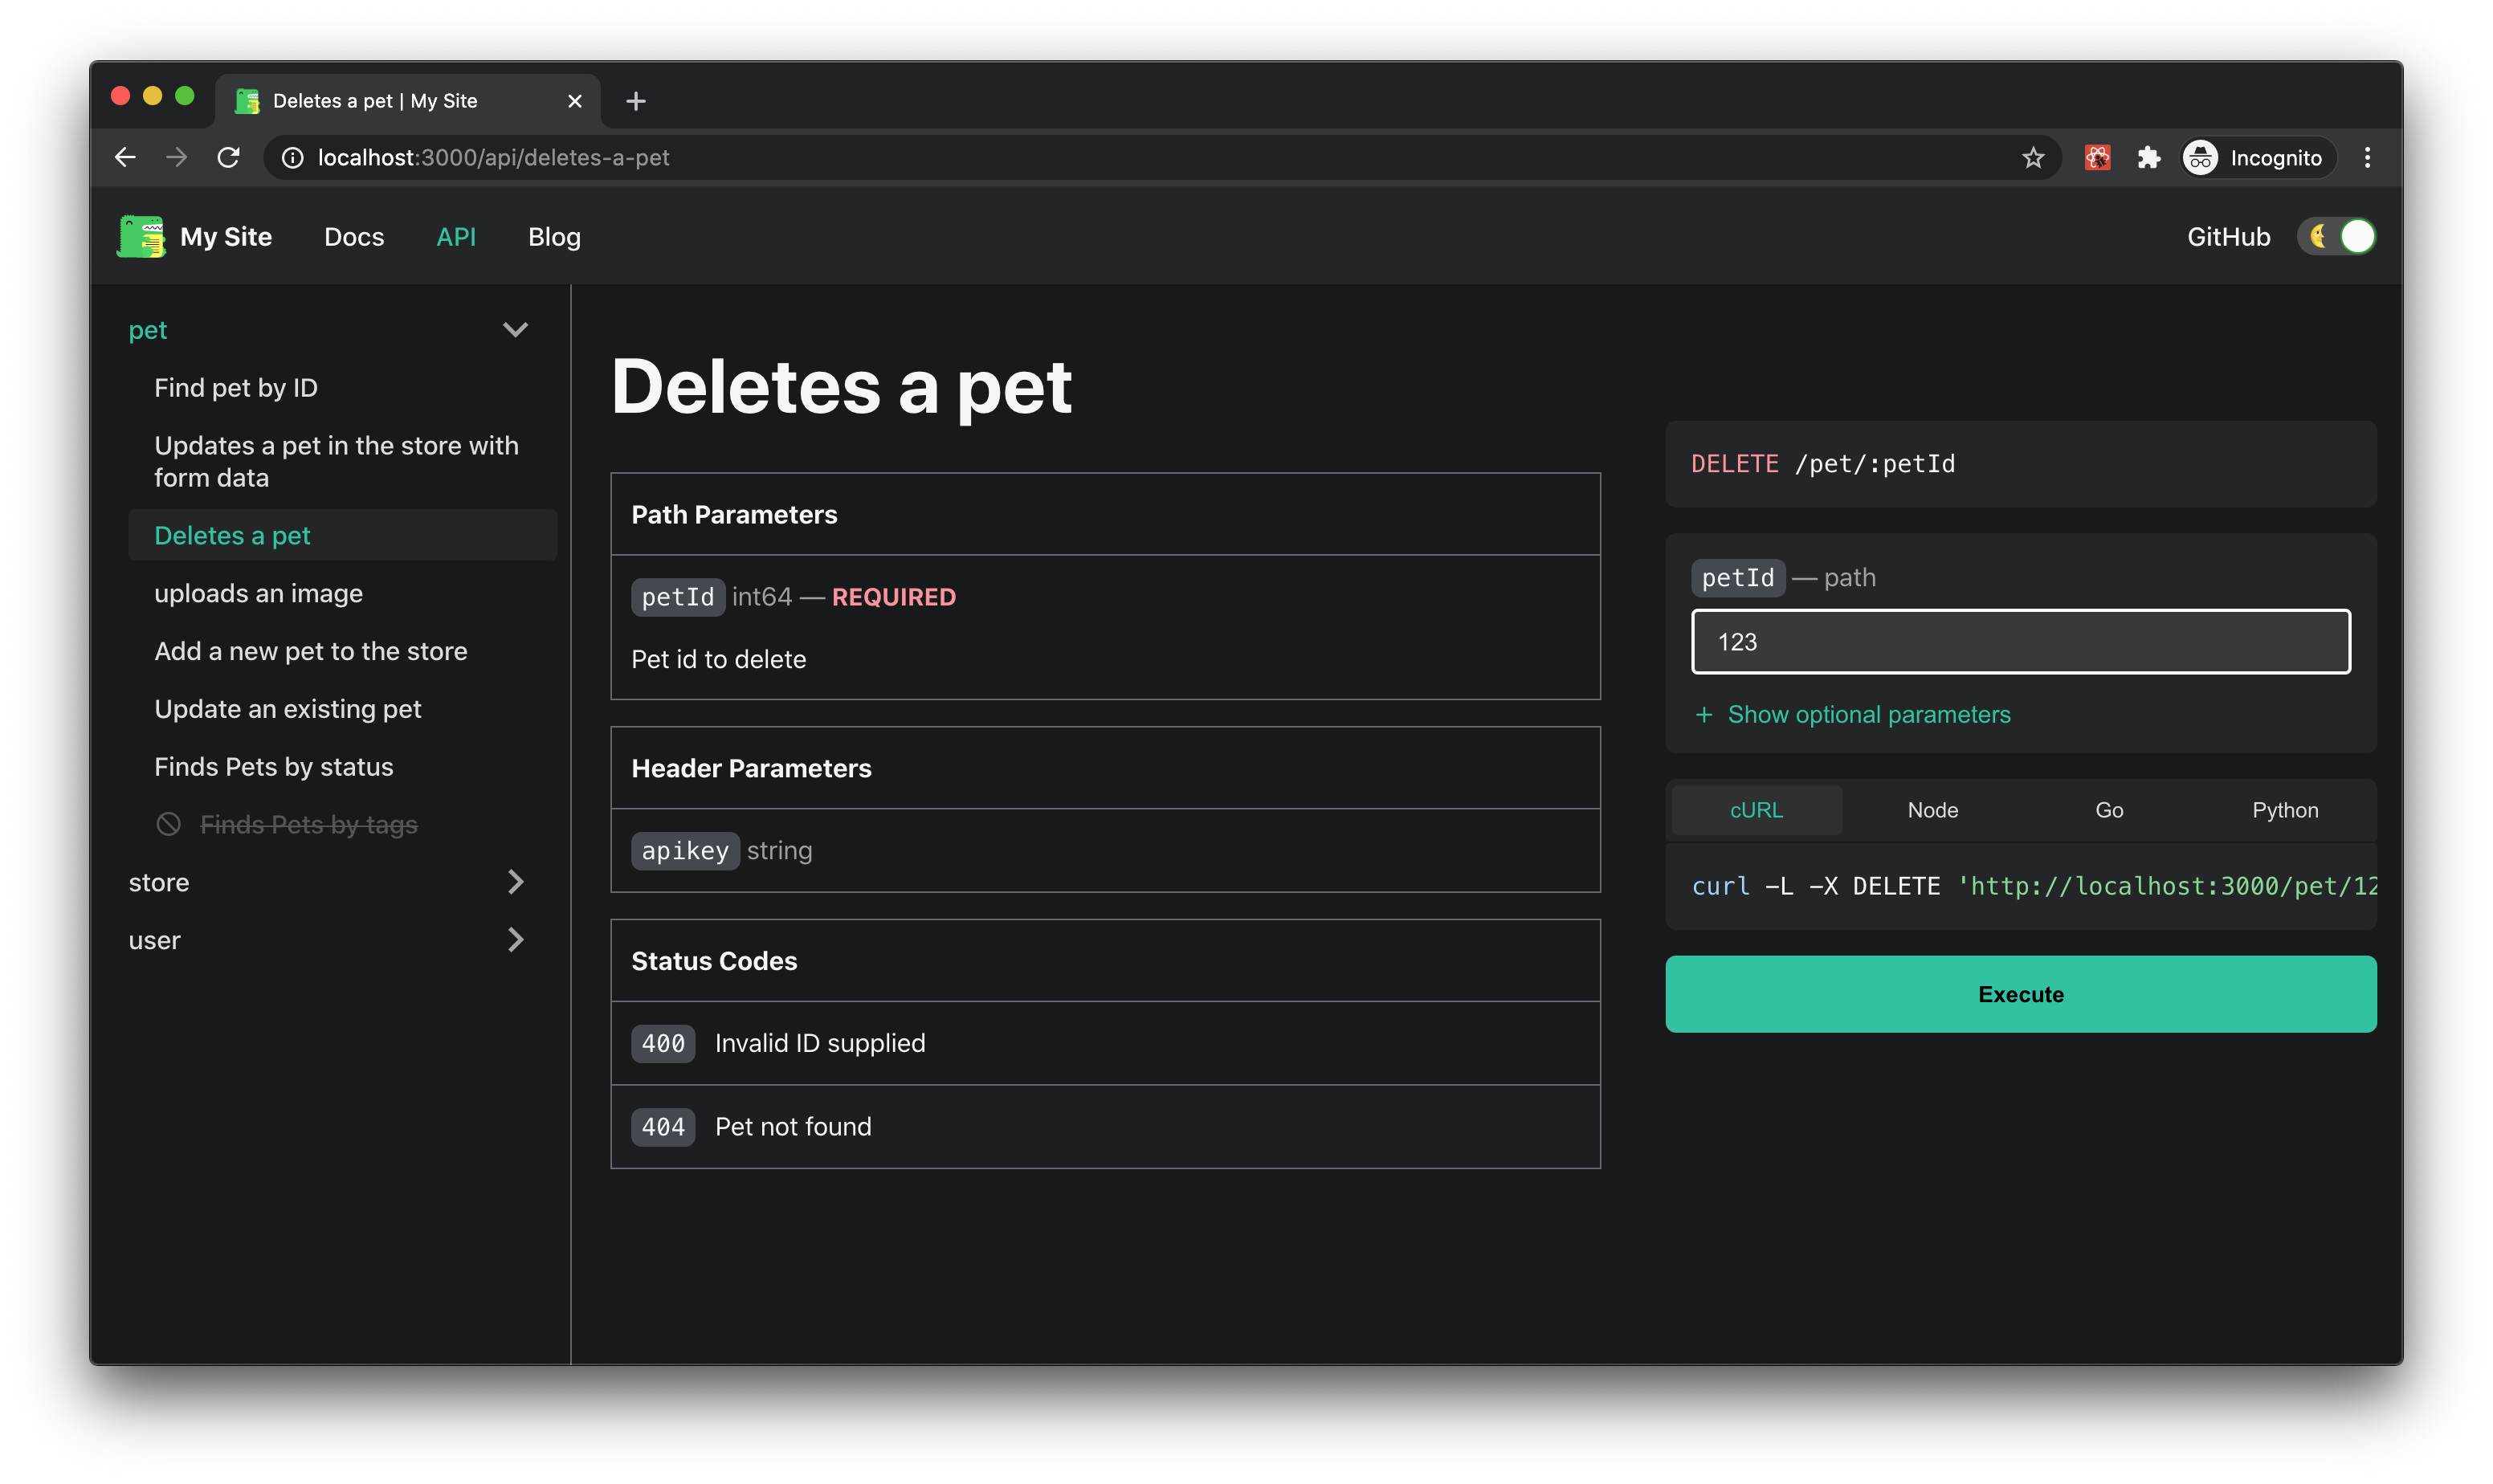 Deletes a pet | My Site
localhost:3000/api/deletes-a-pet
Incognito
My Site
Docs
API
Blog
GitHub
pet
Find pet by ID
Updates a pet in the store with
form data
Deletes a pet
uploads an image
Add a new pet to the store
Update an existing pet
Finds Pets by status
Finds Pets by tags
store
user
Deletes a pet
Path Parameters
petId int64 — REQUIRED
Pet id to delete
Header Parameters
apikey string
Status Codes
400 Invalid ID supplied
404 Pet not found
DELETE /pet/:petId
petId — path
123
+ Show optional parameters
cURL
Node
Go
Python
curl -L -X DELETE 'http://localhost:3000/pet/12
Execute